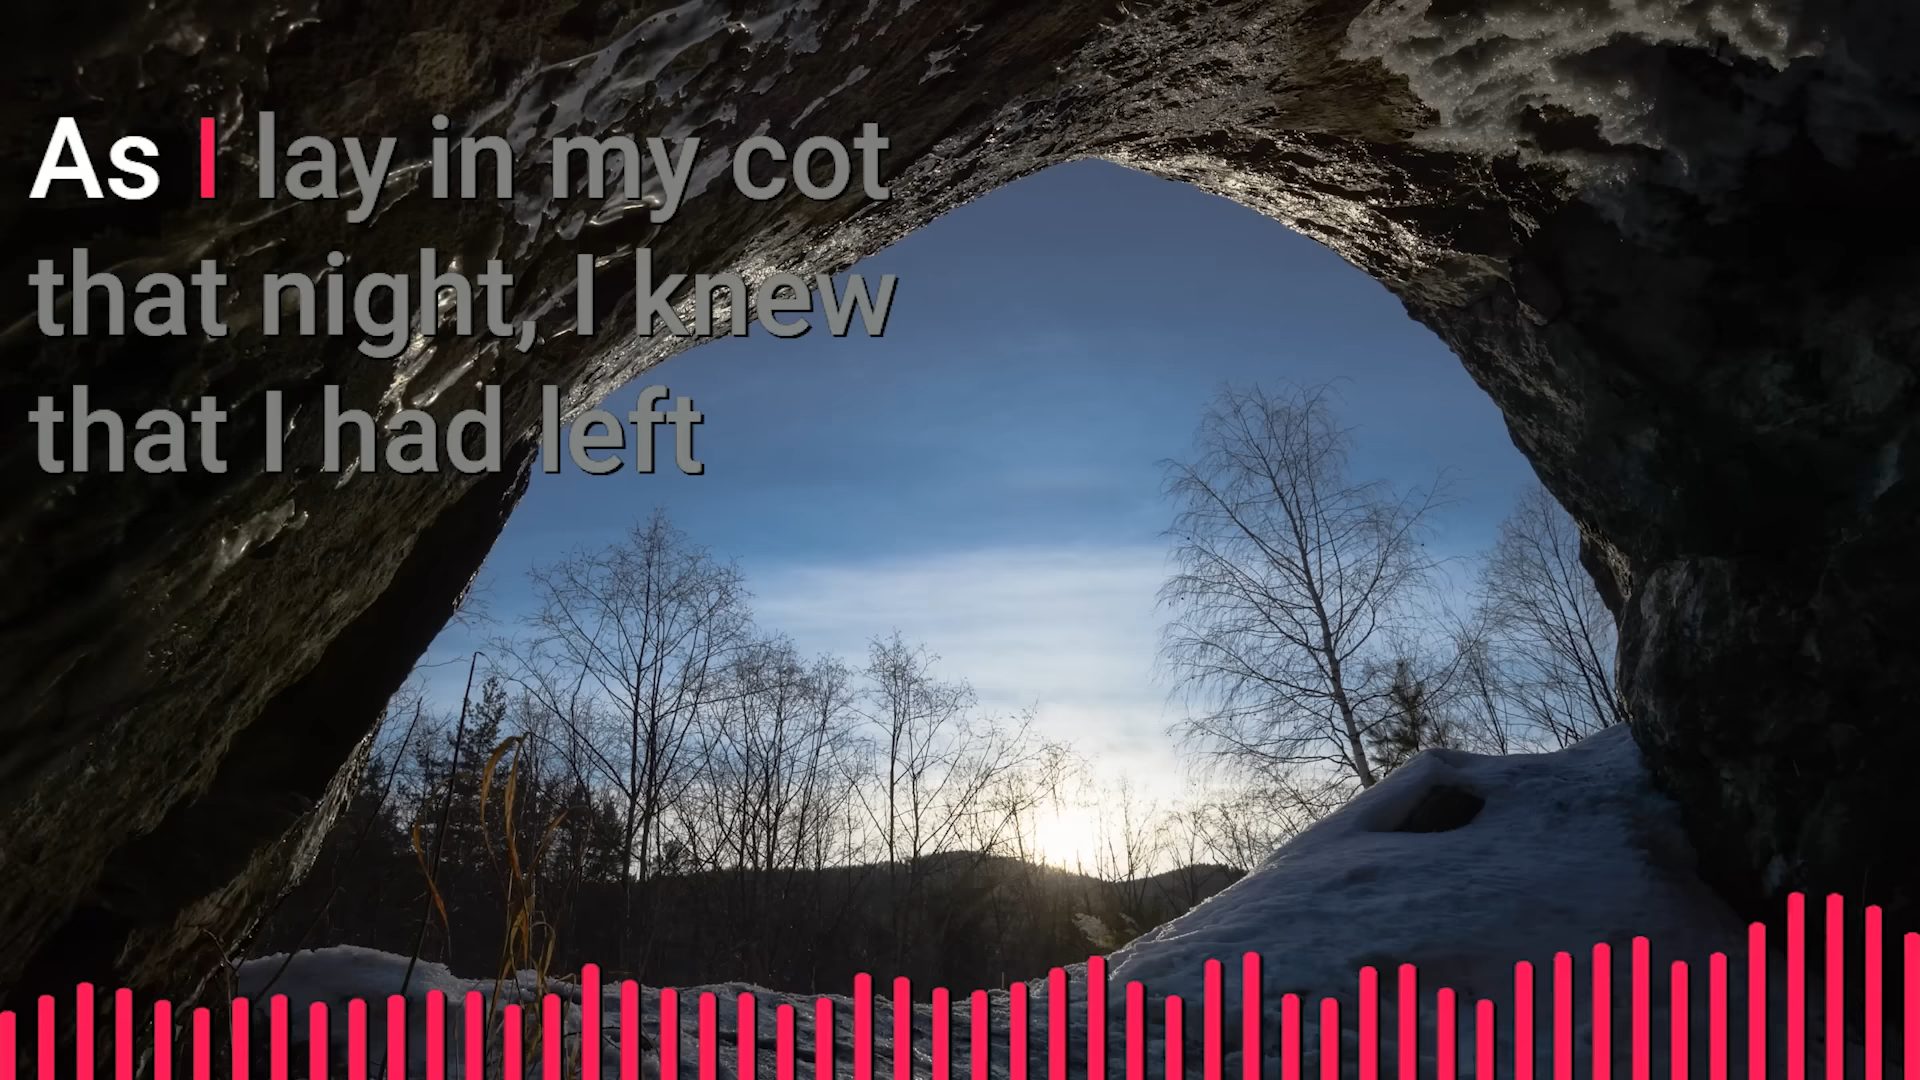 As I lay in my cot
that night, I knew
that I had left